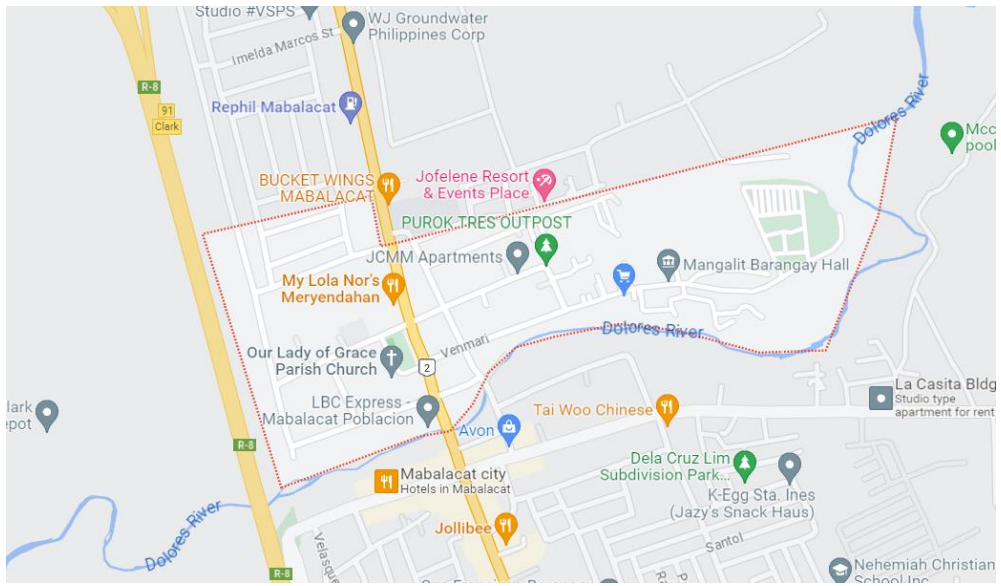 Studio #VSPS
WJ Groundwater
Philippines Corp
Imelda Marcos St
R-8
91
Clark
Rephil Mabalacat
Dolores River
Mcc
pool
BUCKET WINGS
MABALACAT
Jofelene Resort
& Events Place
PUROK TRES OUTPOST
JCMM Apartments
Mangalit Barangay Hall
My Lola Nor's
Meryendahan
Dolores River
Venmari
Our Lady of Grace
Parish Church
2
LBC Express -
Mabalacat Poblacion
La Casita Bldg
Studio type
apartment for rent
lark
epot
Tai Woo Chinese
Avon
R-8
Dela Cruz Lim
Subdivision Park...
Mabalacat city
Hotels in Mabalacat
K-Egg Sta. Ines
(Jazy's Snack Haus)
Dolores River
Jollibee
Velasque
Santol
Nehemiah Christian
School Inc
R-8